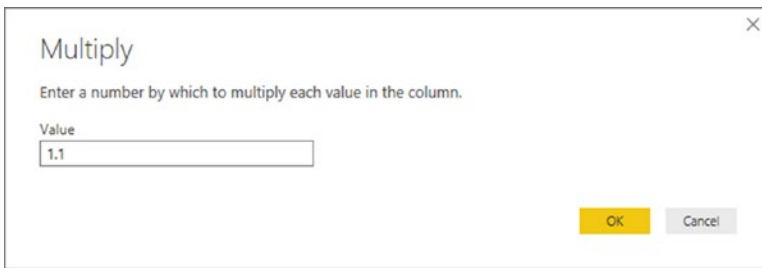 Multiply
Enter a number by which to multiply each value in the column.
Value
1.1
OK Cancel